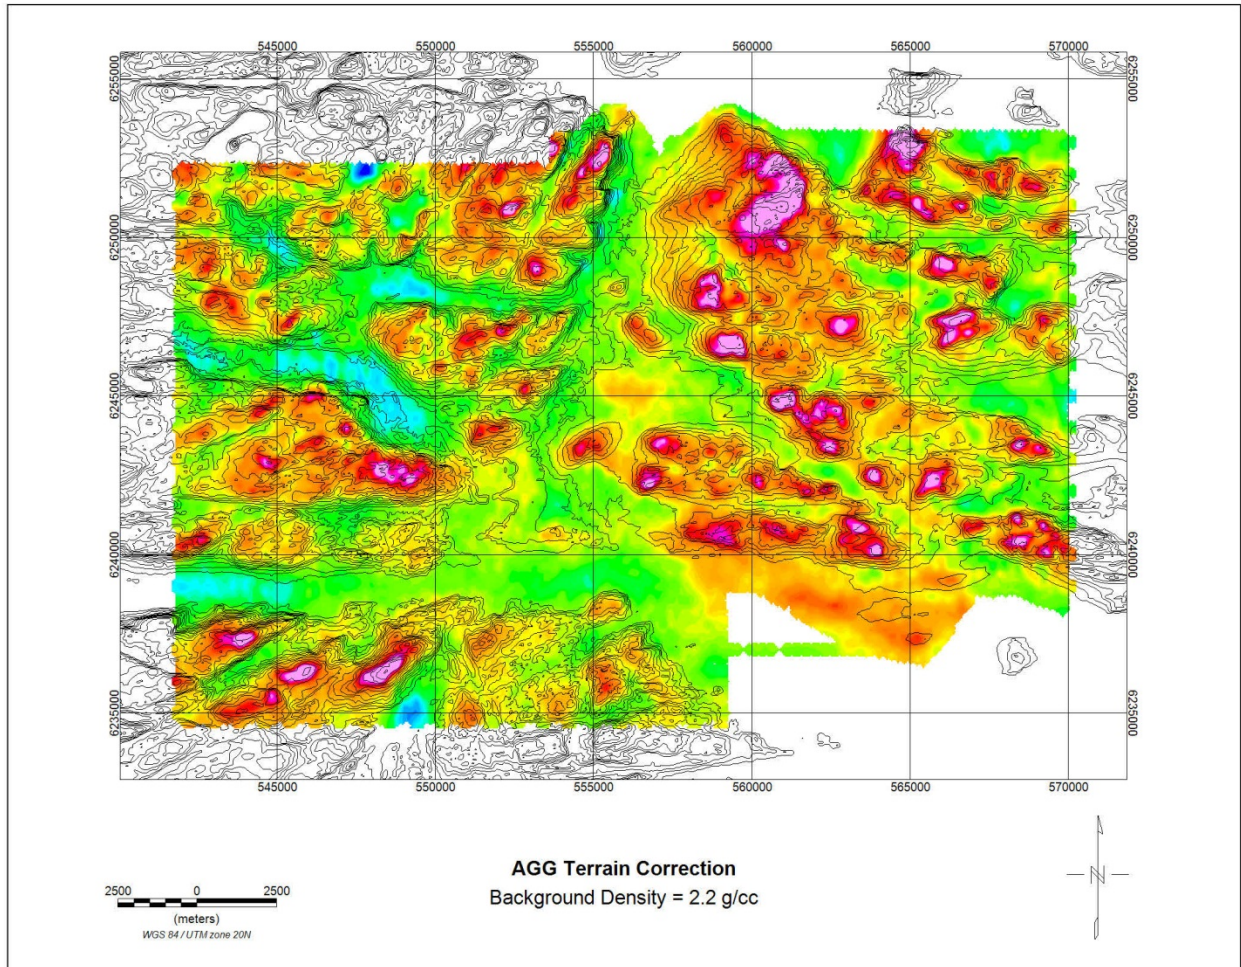 545000 550000 555000 560000 565000 570000
6255000 6255000
6250000 6250000
6245000 6245000
6240000 6240000
6235000 6235000
545000 550000 555000 560000 565000 570000
AGG Terrain Correction
Background Density = 2.2 g/cc
2500 0 2500
(meters)
WGS 84 / UTM zone 20N
N